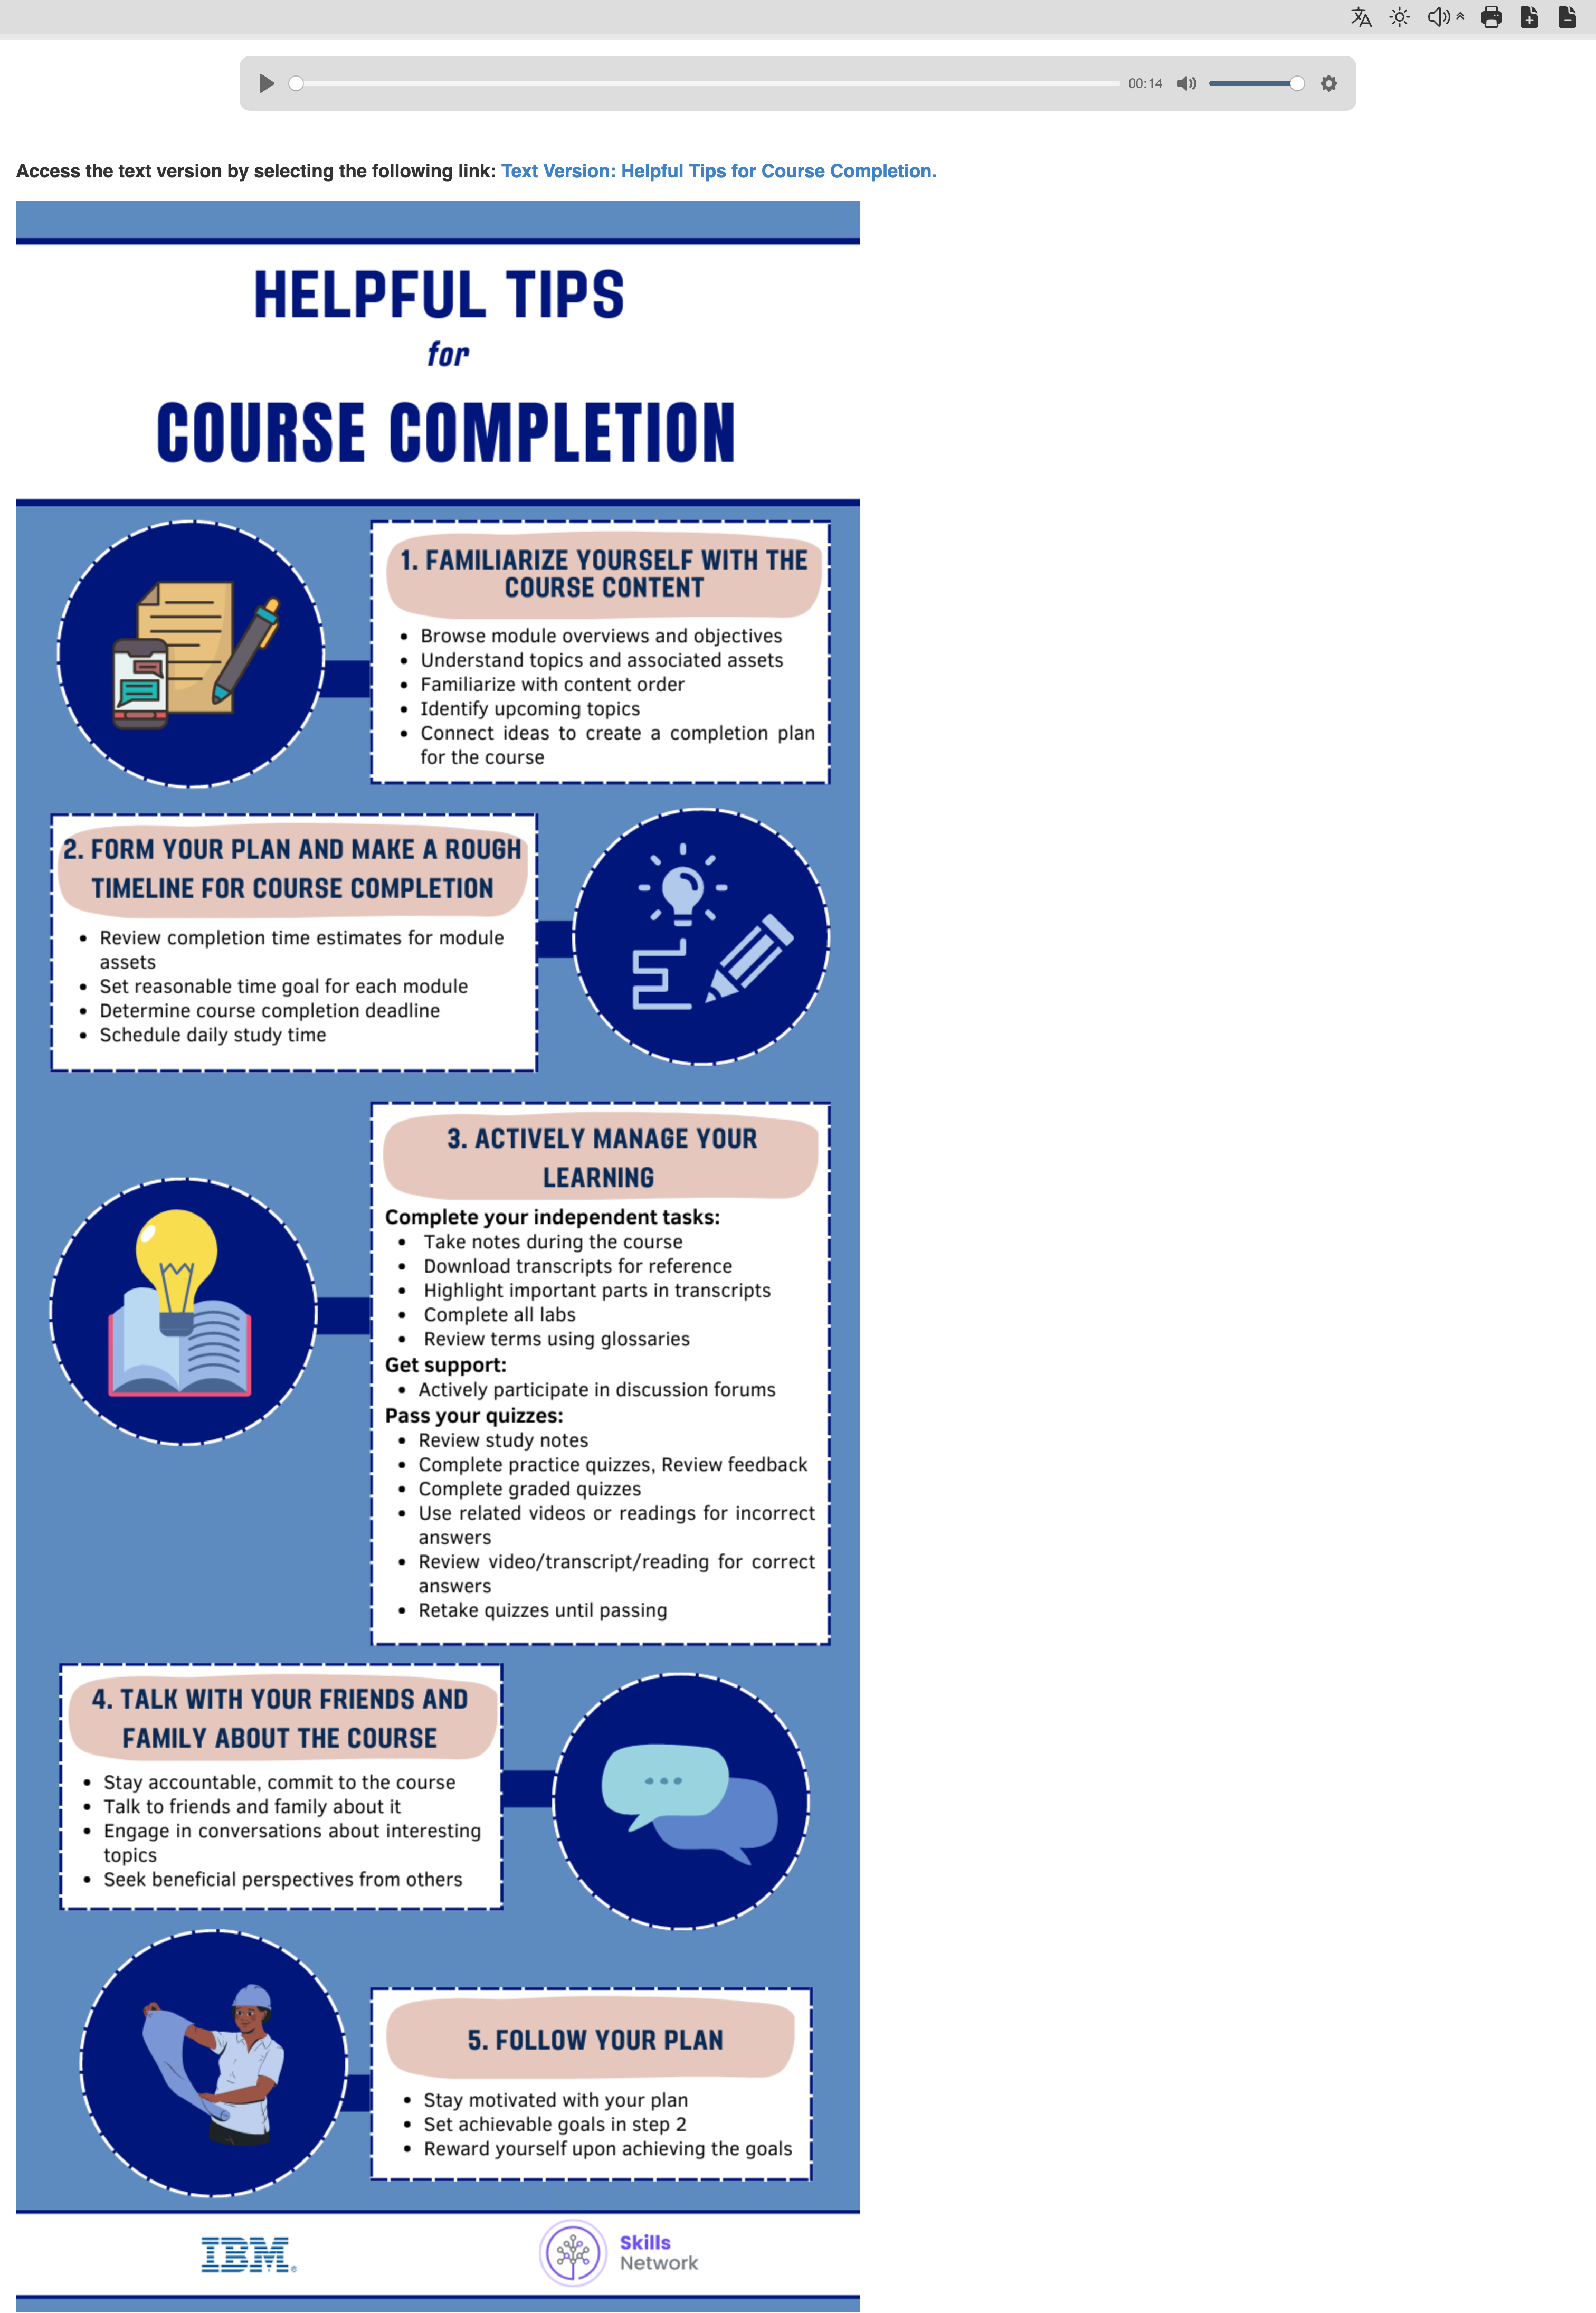 00:14
Access the text version by selecting the following link: Text Version: Helpful Tips for Course Completion.
HELPFUL TIPS
for
COURSE COMPLETION
1. FAMILIARIZE YOURSELF WITH THE
COURSE CONTENT
• Browse module overviews and objectives
• Understand topics and associated assets
• Familiarize with content order
• Identify upcoming topics
• Connect ideas to create a completion plan
for the course
2. FORM YOUR PLAN AND MAKE A ROUGH
TIMELINE FOR COURSE COMPLETION
• Review completion time estimates for module
assets
• Set reasonable time goal for each module
• Determine course completion deadline
• Schedule daily study time
3. ACTIVELY MANAGE YOUR
LEARNING
Complete your independent tasks:
• Take notes during the course
• Download transcripts for reference
• Highlight important parts in transcripts
• Complete all labs
• Review terms using glossaries
Get support:
• Actively participate in discussion forums
Pass your quizzes:
• Review study notes
• Complete practice quizzes, Review feedback
• Complete graded quizzes
• Use related videos or readings for incorrect
answers
• Review video/transcript/reading for correct
answers
• Retake quizzes until passing
4. TALK WITH YOUR FRIENDS AND
FAMILY ABOUT THE COURSE
• Stay accountable, commit to the course
• Talk to friends and family about it
• Engage in conversations about interesting
topics
• Seek beneficial perspectives from others
5. FOLLOW YOUR PLAN
• Stay motivated with your plan
• Set achievable goals in step 2
• Reward yourself upon achieving the goals
IBM®
Skills
Network